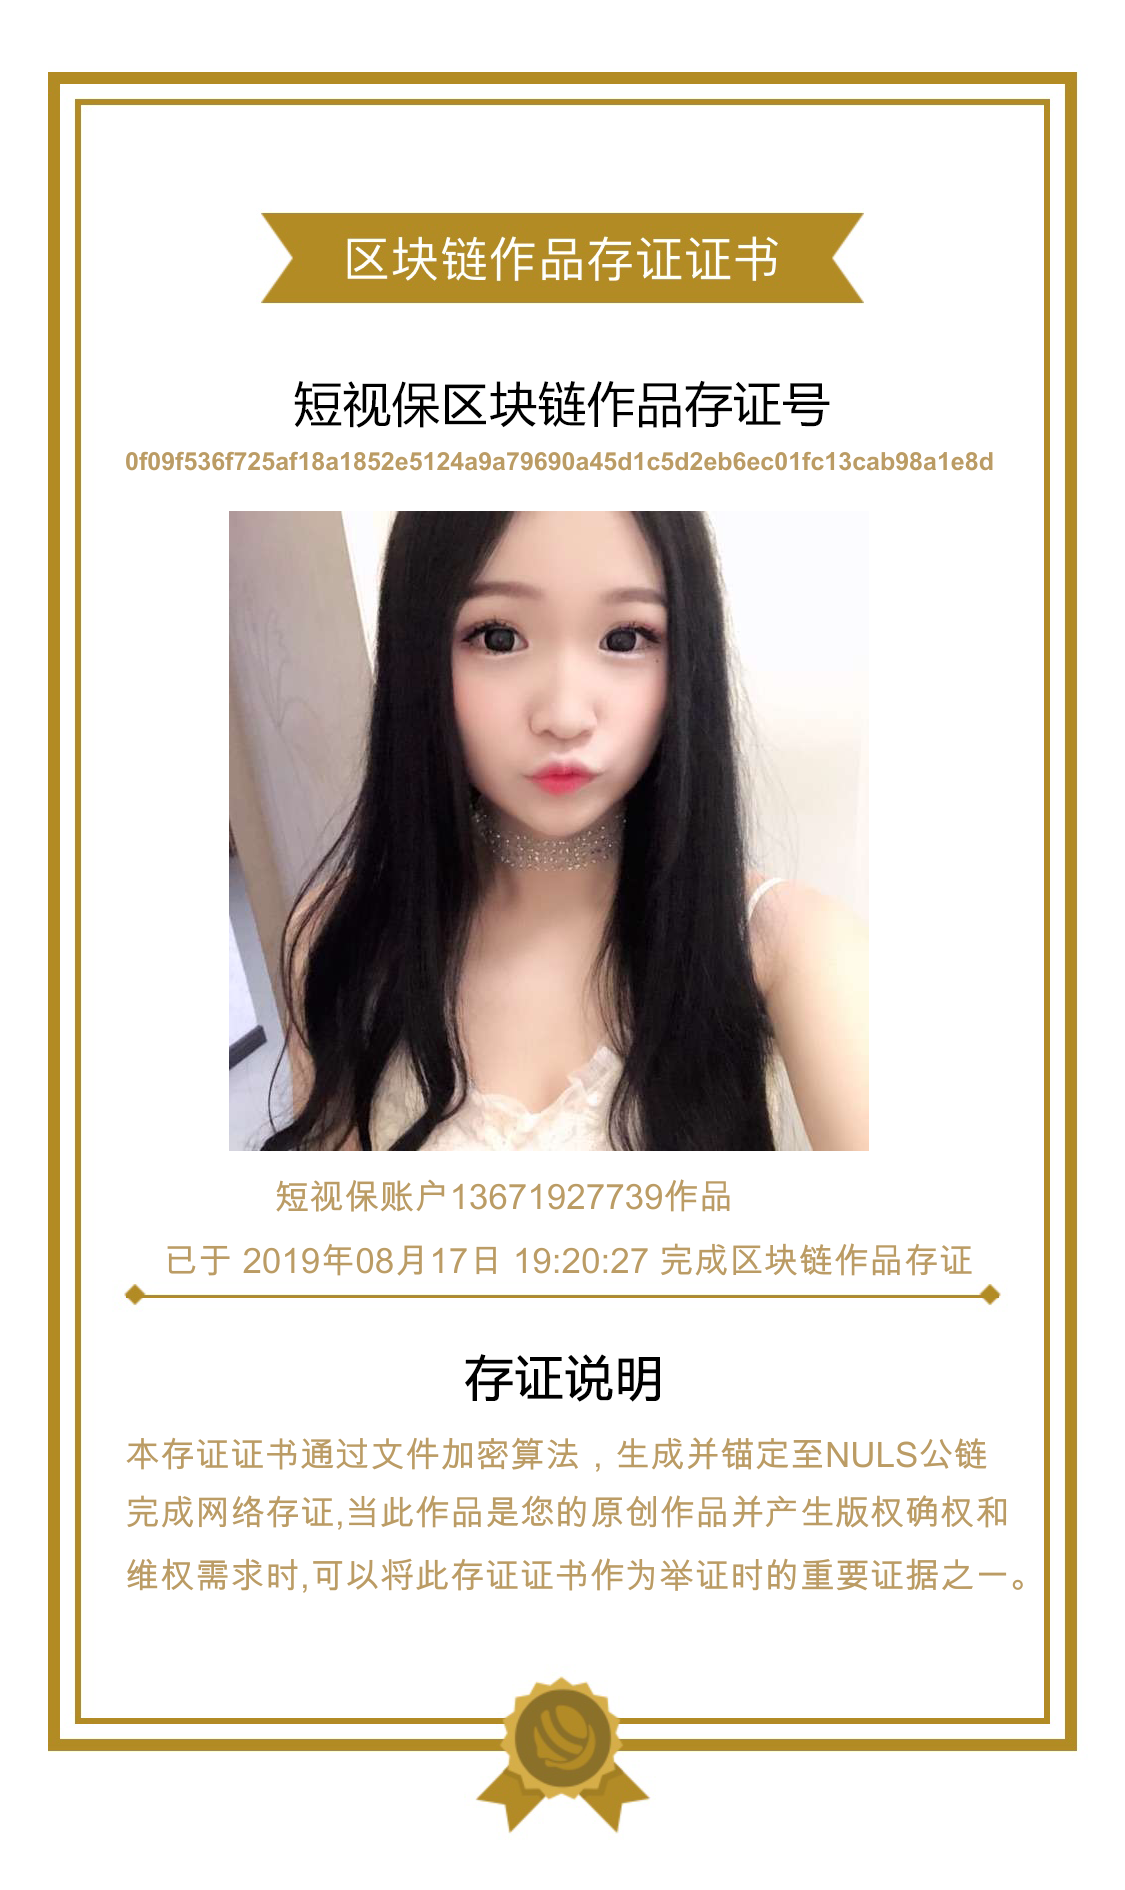 区块链作品存证证书
短视保区块链作品存证号
0f09f536f725af18a1852e5124a9a79690a45d1c5d2eb6ec01fc13cab98a1e8d
短视保账户13671927739作品
已于 2019年08月17日 19:20:27 完成区块链作品存证
存证说明
本存证证书通过文件加密算法，生成并锚定至NULS公链
完成网络存证,当此作品是您的原创作品并产生版权确权和
维权需求时,可以将此存证证书作为举证时的重要证据之一。